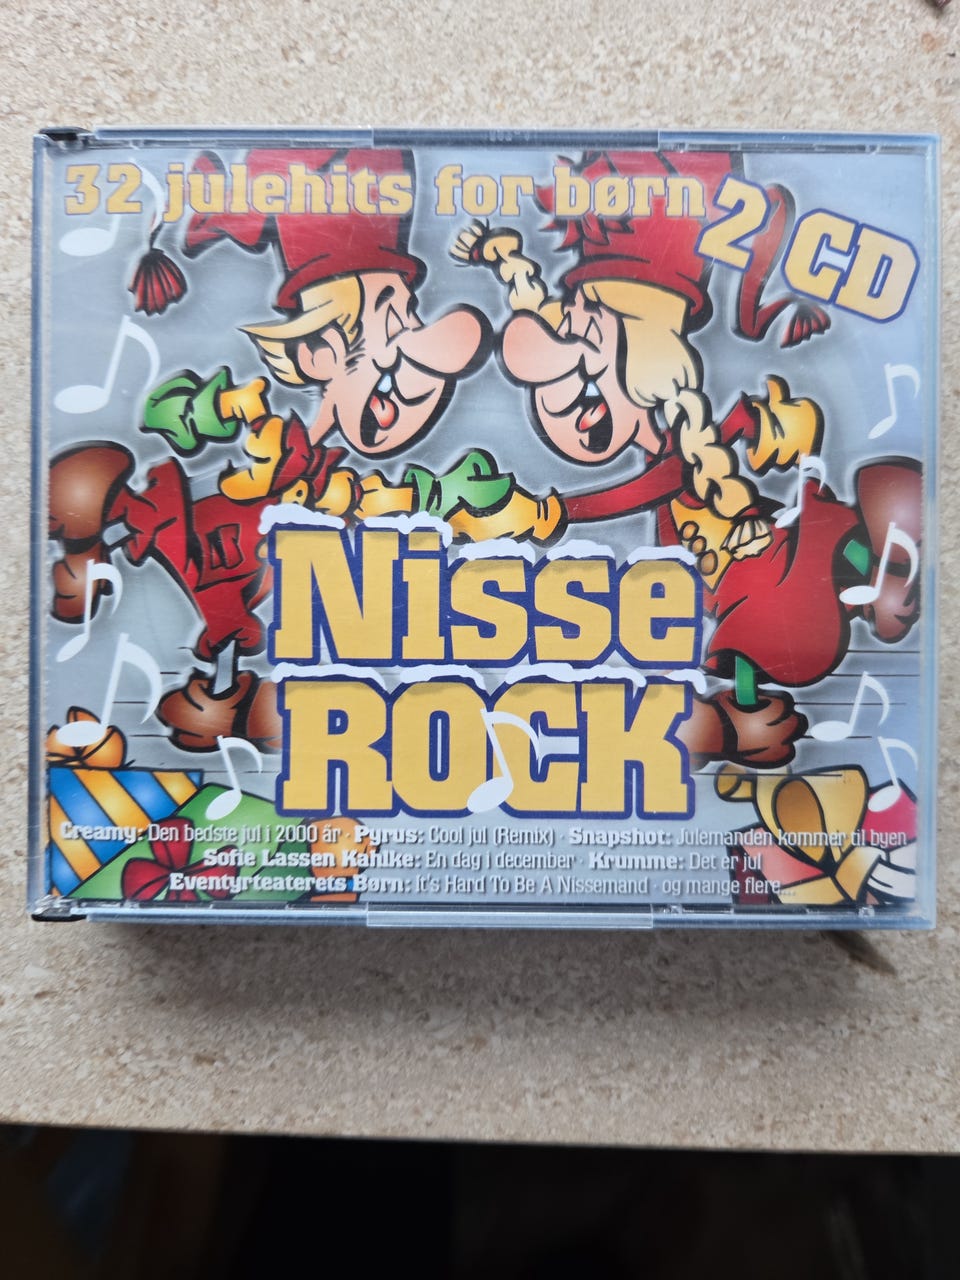 32 julehits for børn
2 CD
Nisse
ROCK
Creamy: Den bedste jul i 2000 år · Pyrus: Cool jul (Remix) · Snapshot: Julemanden kommer til byen
Sofie Lassen Kahlke: En dag i december · Krumme: Det er jul
Eventyrteaterets Børn: It's Hard To Be A Nissemand · og mange flere...